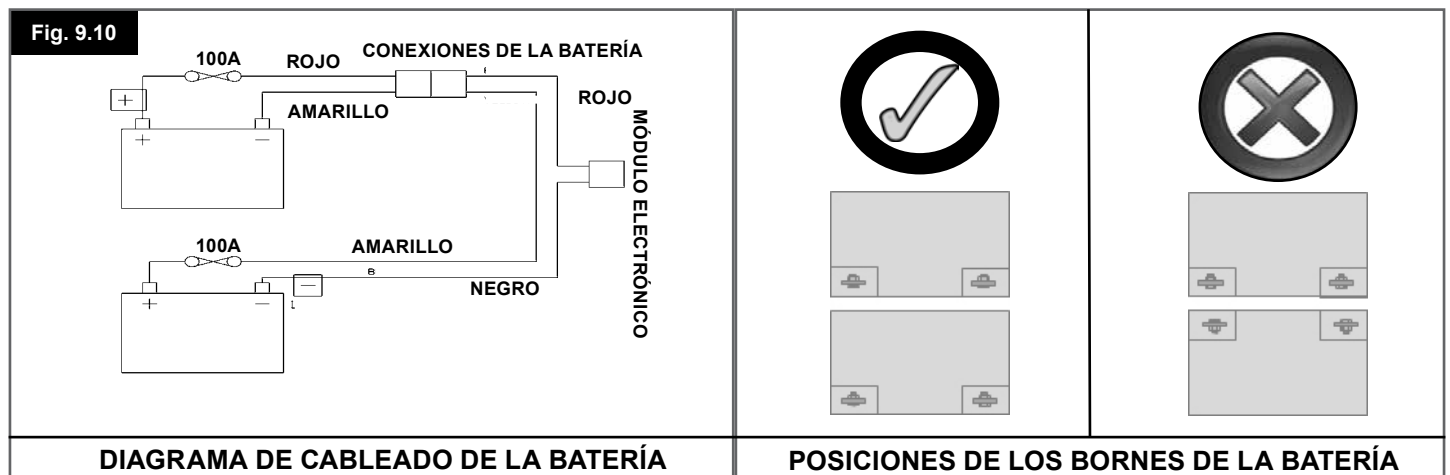 Fig. 9.10
100A
ROJO
CONEXIONES DE LA BATERÍA
+
AMARILLO
ROJO
+ −
MÓDULO ELECTRÓNICO
100A
AMARILLO
B
−
NEGRO
+ −
I
DIAGRAMA DE CABLEADO DE LA BATERÍA
POSICIONES DE LOS BORNES DE LA BATERÍA